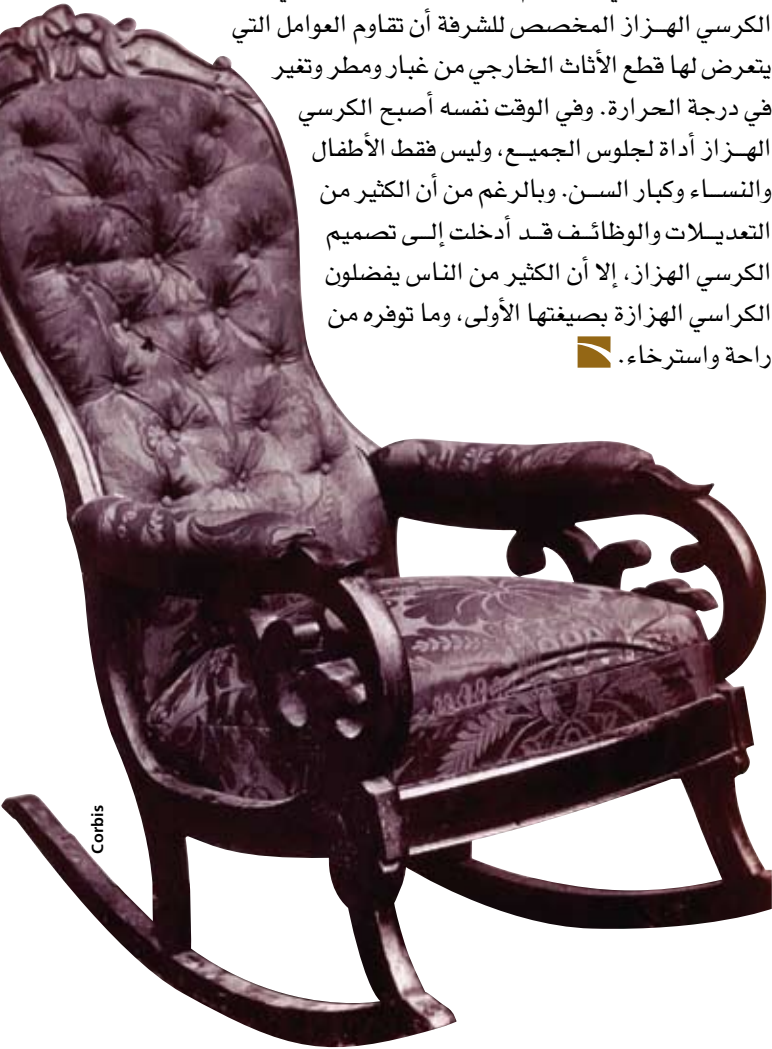 الكرسي الهزاز المخصص للشرفة أن تقاوم العوامل التي
يتعرض لها قطع الأثاث الخارجي من غبار ومطر وتغير
في درجة الحرارة. وفي الوقت نفسه أصبح الكرسي
الهزاز أداة لجلوس الجميع، وليس فقط الأطفال
والنساء وكبار السن. وبالرغم من أن الكثير من
التعديلات والوظائف قد أدخلت إلى تصميم
الكرسي الهزاز، إلا أن الكثير من الناس يفضلون
الكراسي الهزازة بصيغتها الأولى، وما توفره من
راحة واسترخاء.
Corbis